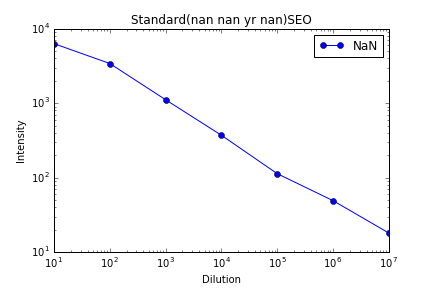 Standard(nan nan yr nan)SEO
10^4
NaN
10^3
Intensity
10^2
10^1
10^1 10^2 10^3 10^4 10^5 10^6 10^7
Dilution